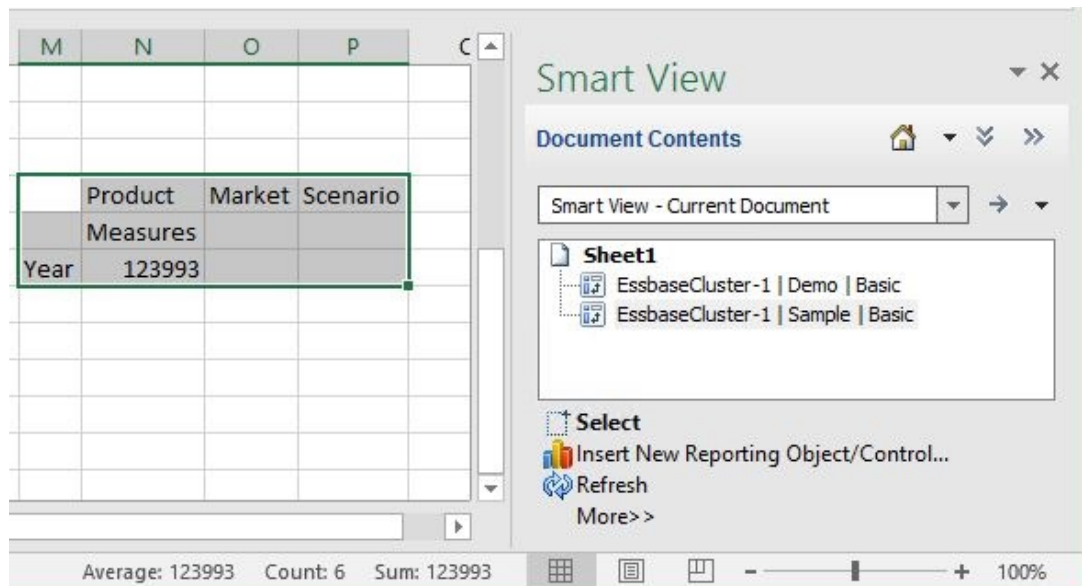 M N O P C
Product Market Scenario
Measures
Year 123993
Smart View
Document Contents
Smart View - Current Document
Sheet1
EssbaseCluster-1 | Demo | Basic
EssbaseCluster-1 | Sample | Basic
Select
Insert New Reporting Object/Control...
Refresh
More>>
Average: 123993 Count: 6 Sum: 123993 - + 100%